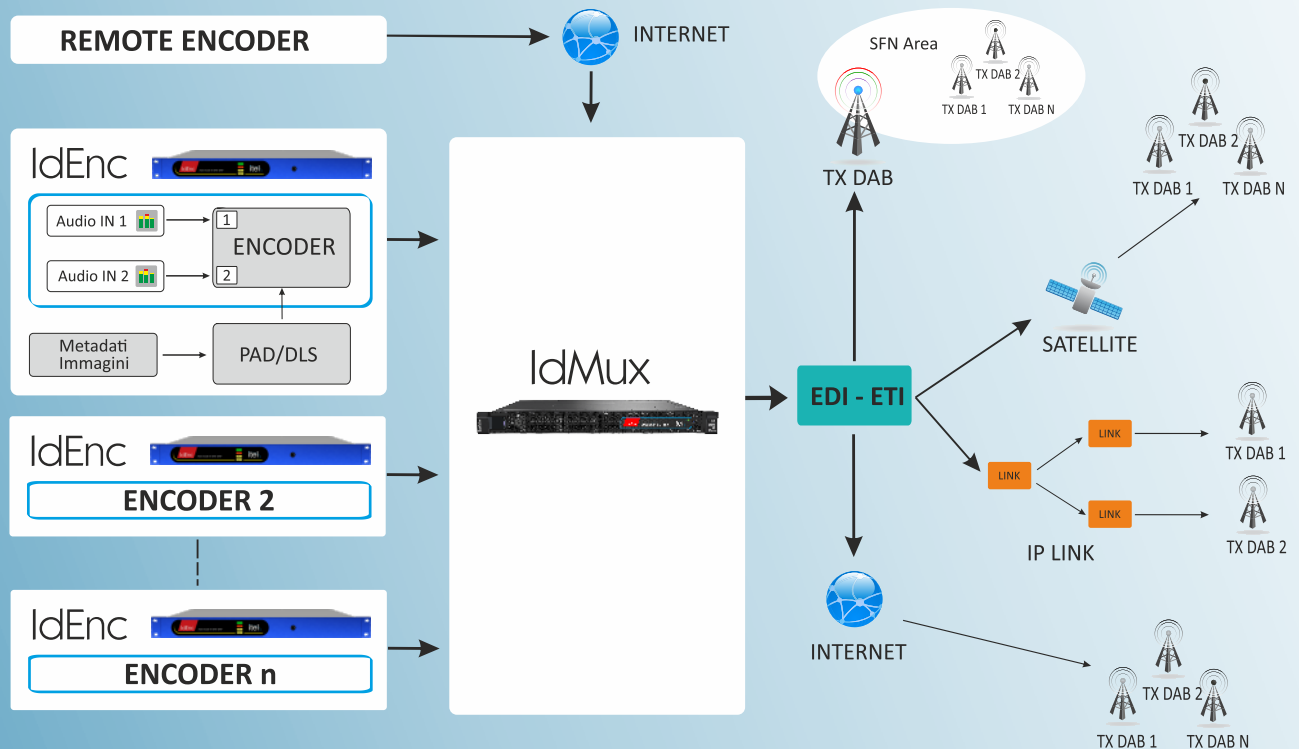 REMOTE ENCODER
INTERNET
IdEnc
Audio IN 1
1
ENCODER
Audio IN 2
2
Metadati
Immagini
PAD/DLS
IdEnc
ENCODER 2
IdEnc
ENCODER n
IdMux
EDI - ETI
SFN Area
TX DAB 2
TX DAB 1
TX DAB N
TX DAB
TX DAB 2
TX DAB 1
TX DAB N
SATELLITE
LINK
LINK
LINK
IP LINK
TX DAB 1
TX DAB 2
INTERNET
TX DAB 2
TX DAB 1
TX DAB N